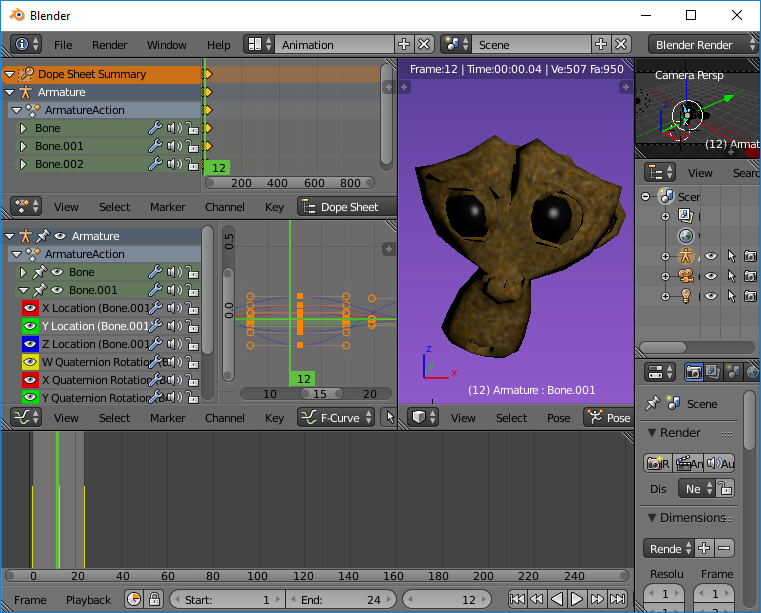 Blender
File Render Window Help Animation Scene Blender Render
Dope Sheet Summary
Armature
ArmatureAction
Bone
Bone.001
Bone.002
12
200 400 600 800
View Select Marker Channel Key Dope Sheet
Frame:12 | Time:00:00.04 | Ve:507 Fa:950
Camera Persp
(12) Armat
View Searc
Scer
Armature
ArmatureAction
Bone
Bone.001
X Location (Bone.001
Y Location (Bone.001
Z Location (Bone.001
W Quaternion Rotation (B
X Quaternion Rotation(B
Y Quaternion Rotation (B
0.5
0.0
12
10 15 20
View Select Marker Channel Key F-Curve
z
x
(12) Armature : Bone.001
View Select Pose Pose
Scene
Render
R An Au
Dis Ne
Dimensions
Rende
Resolu Frame
1 1
0 20 40 60 80 100 120 140 160 180 200 220 240
Frame Playback Start: 1 End: 24 12